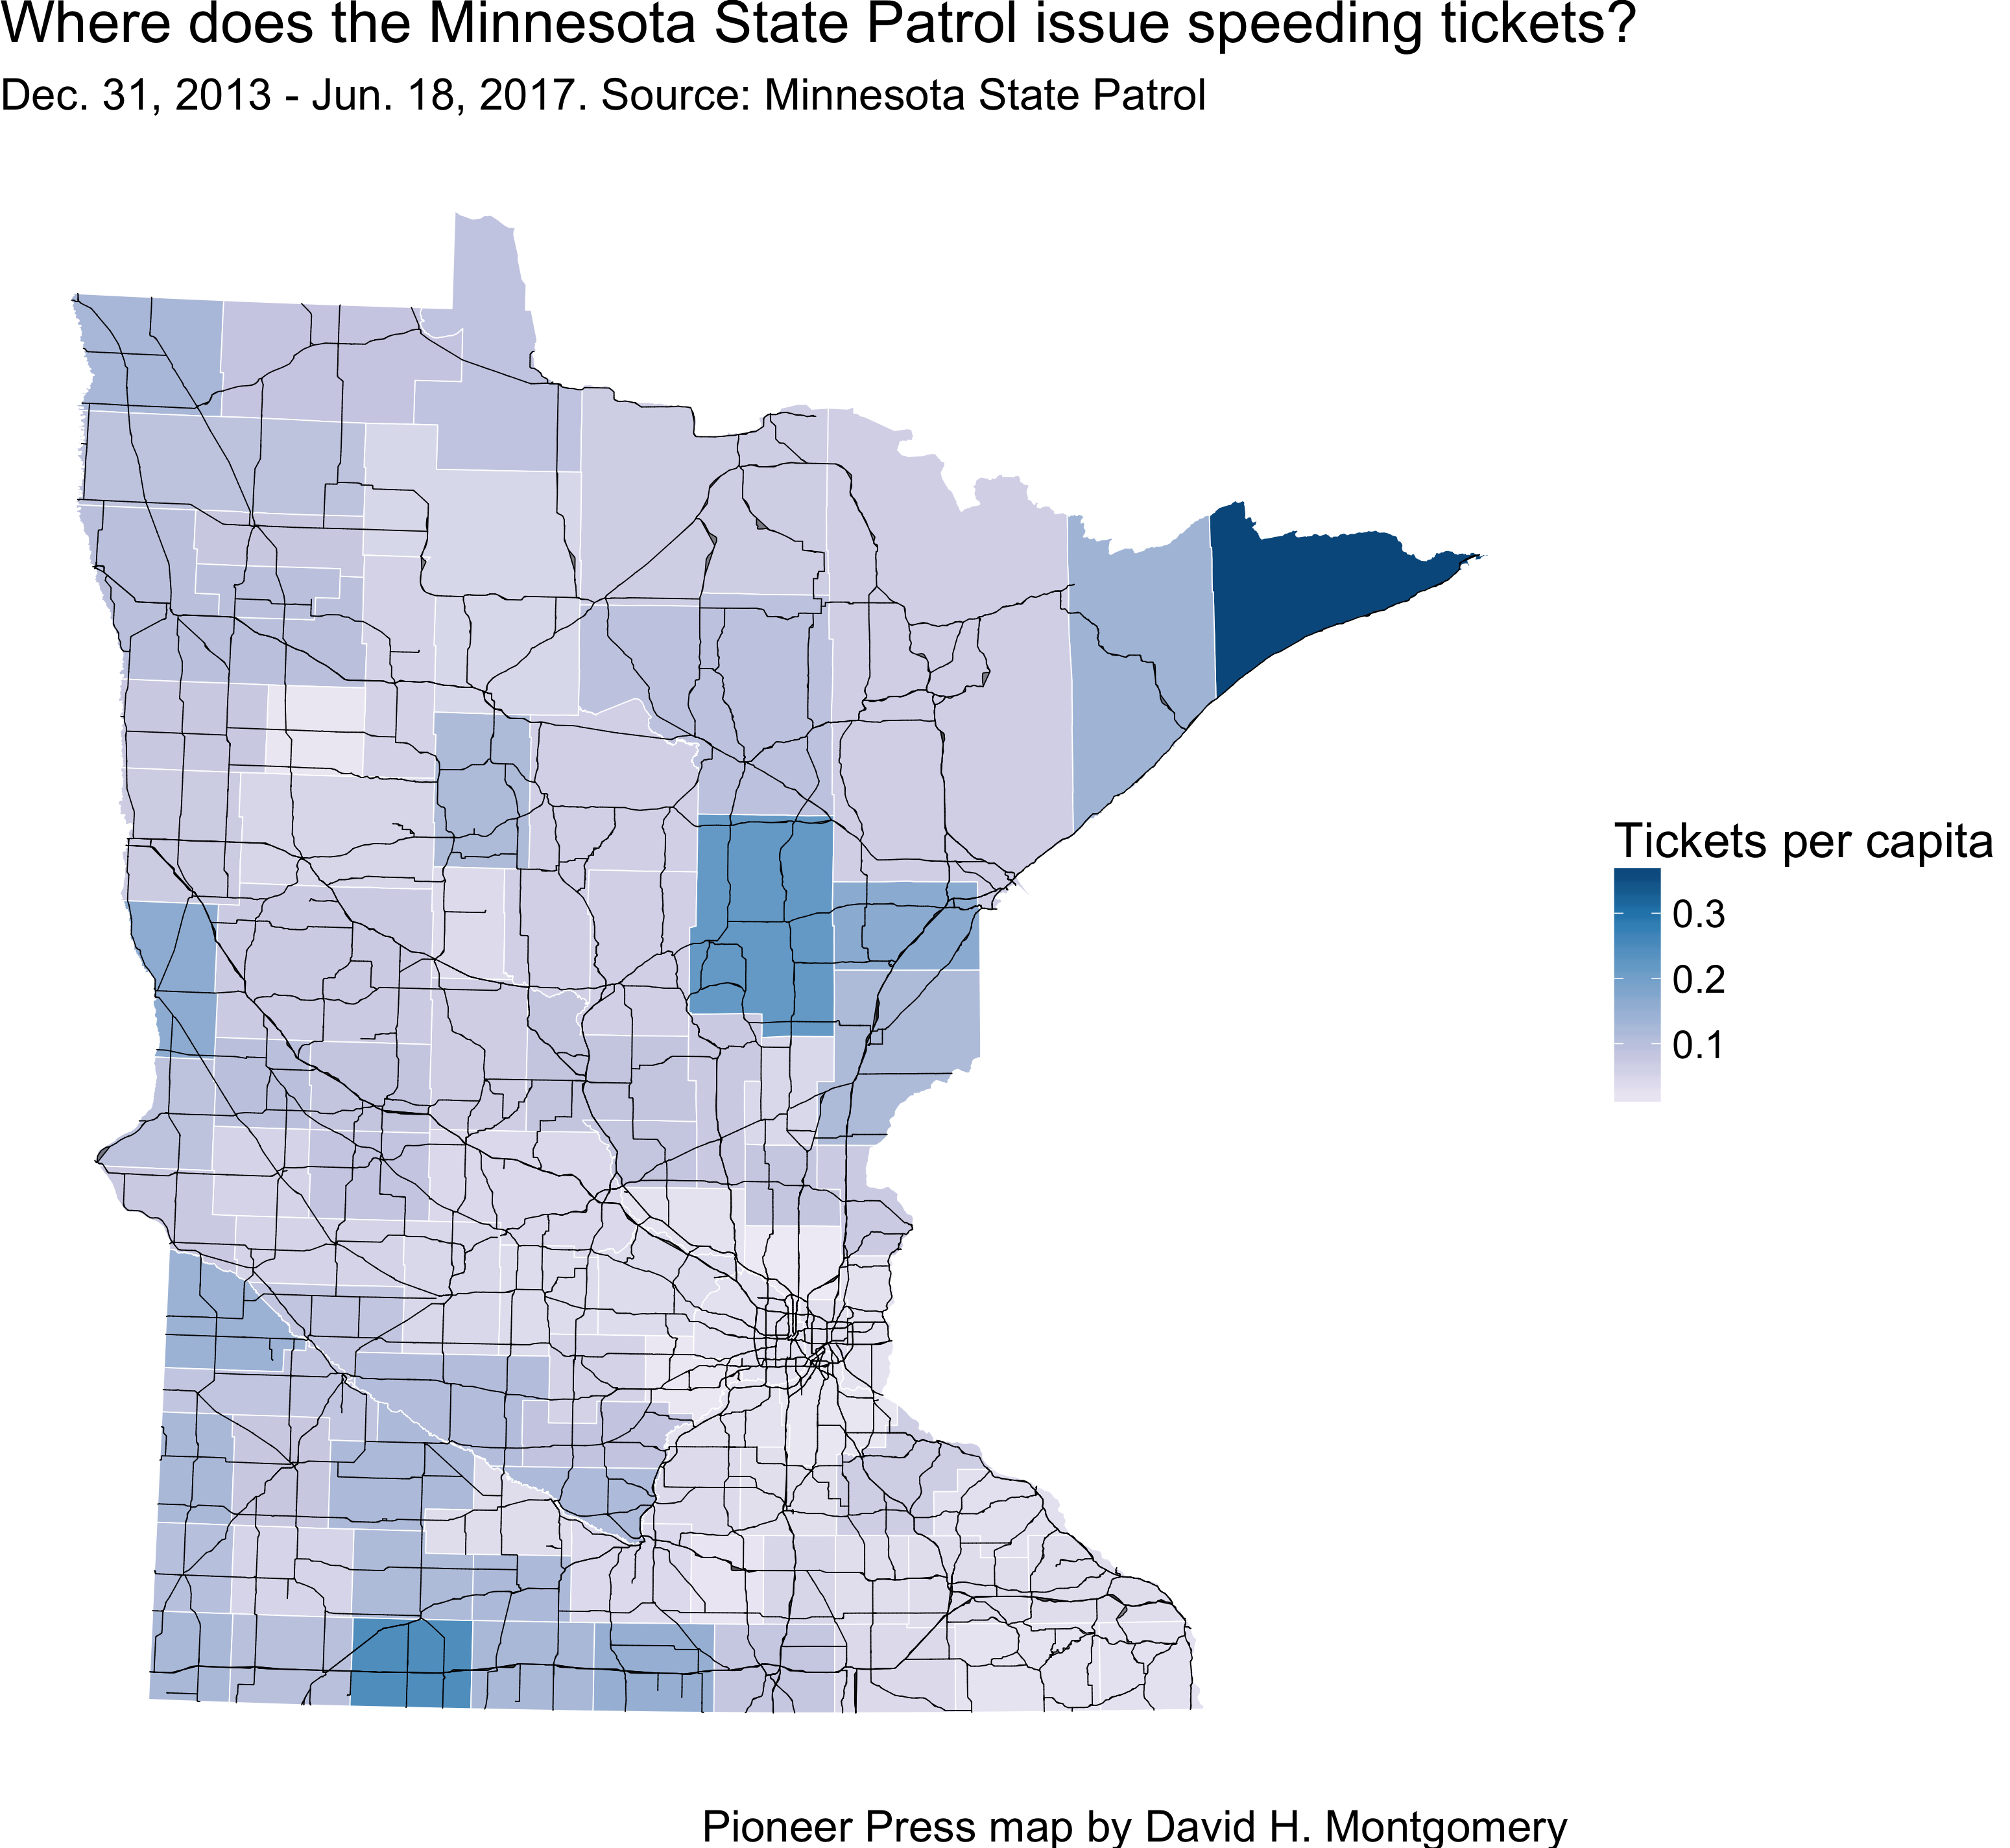 Where does the Minnesota State Patrol issue speeding tickets?
Dec. 31, 2013 - Jun. 18, 2017. Source: Minnesota State Patrol
Tickets per capita
0.3
0.2
0.1
Pioneer Press map by David H. Montgomery